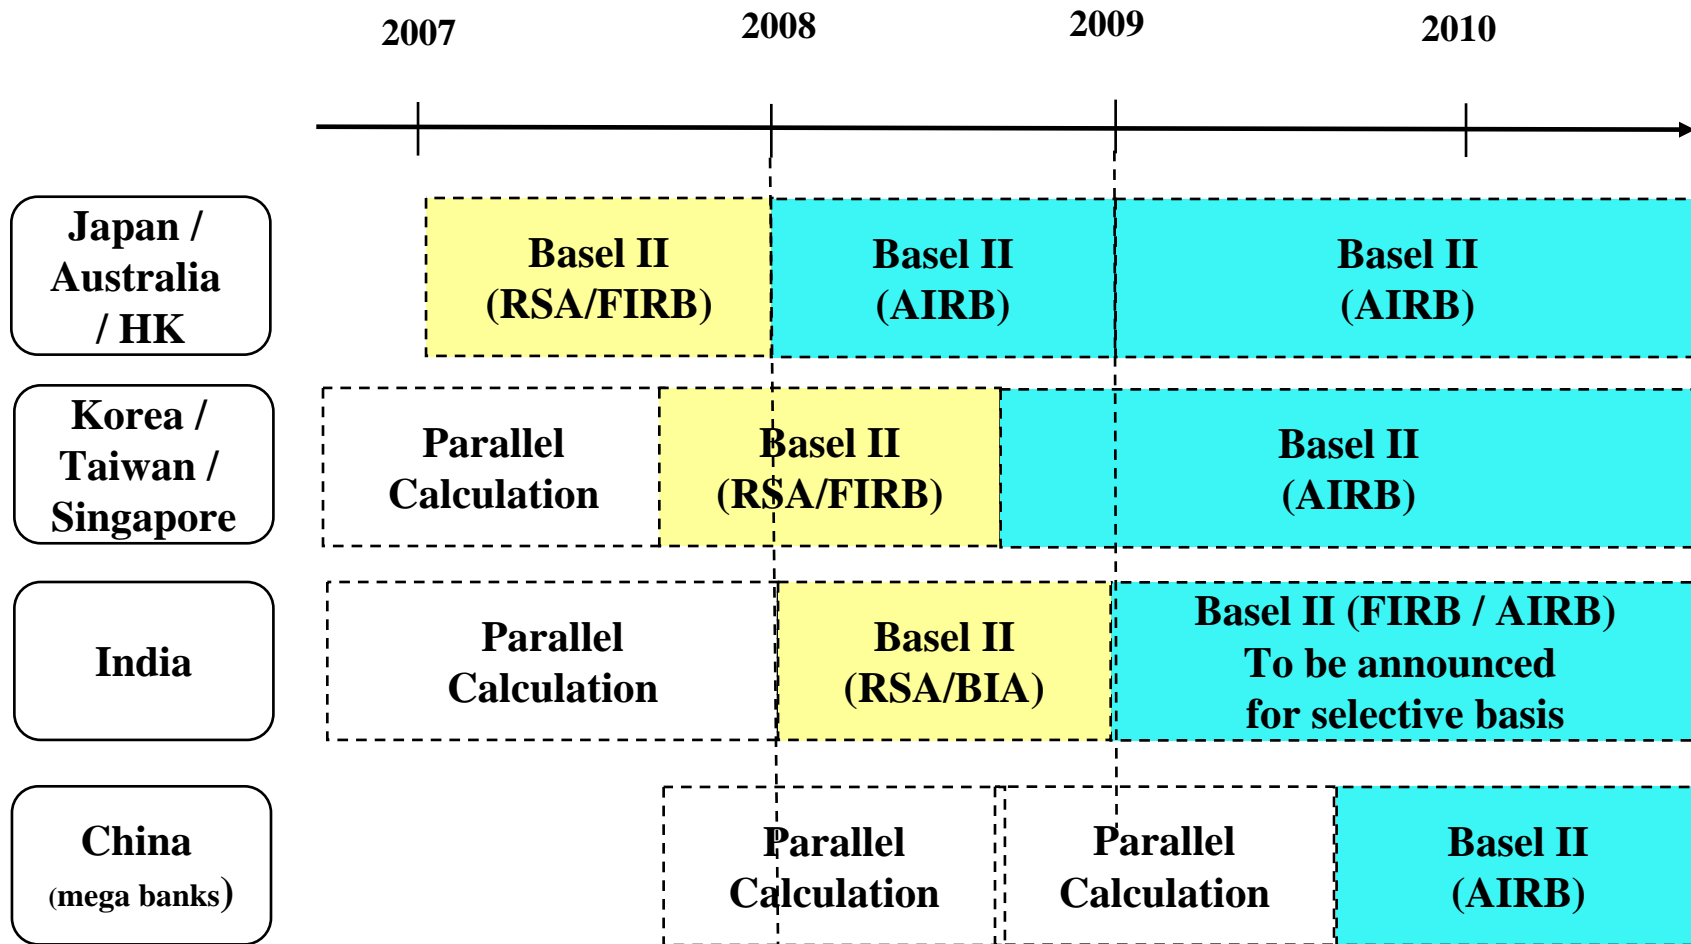 2007
2008
2009
2010
Japan /
Australia
/ HK
Basel II
(RSA/FIRB)
Basel II
(AIRB)
Basel II
(AIRB)
Korea /
Taiwan /
Singapore
Parallel
Calculation
Basel II
(RSA/FIRB)
Basel II
(AIRB)
India
Parallel
Calculation
Basel II
(RSA/BIA)
Basel II (FIRB / AIRB)
To be announced
for selective basis
China
(mega banks)
Parallel
Calculation
Parallel
Calculation
Basel II
(AIRB)